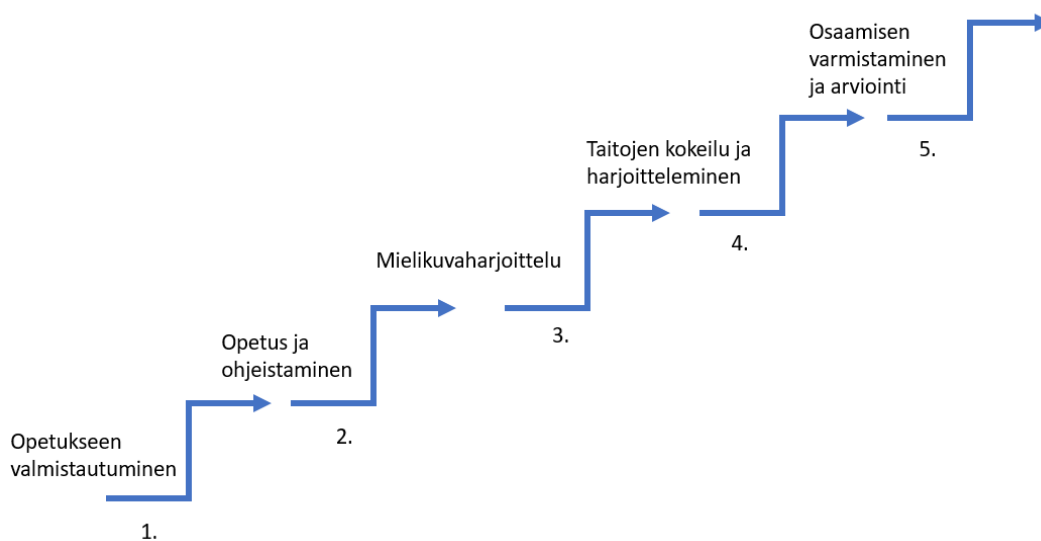 Opetukseen
valmistautuminen
1.
Opetus ja
ohjeistaminen
2.
Mielikuvaharjoittelu
3.
Taitojen kokeilu ja
harjoitteleminen
4.
Osaamisen
varmistaminen
ja arviointi
5.